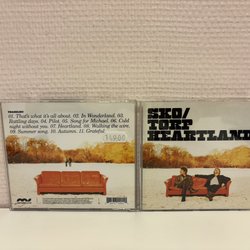 TRACKLIST
01. That's what it's all about. 02. In Wonderland. 03.
Rustling days. 04. Pilot. 05. Song for Michael. 06. Cold
night without you. 07. Heartland. 08. Walking the wire.
09. Summer song. 10. Autumn. 11. Grateful.
SKO/
TORP
HEARTLAND